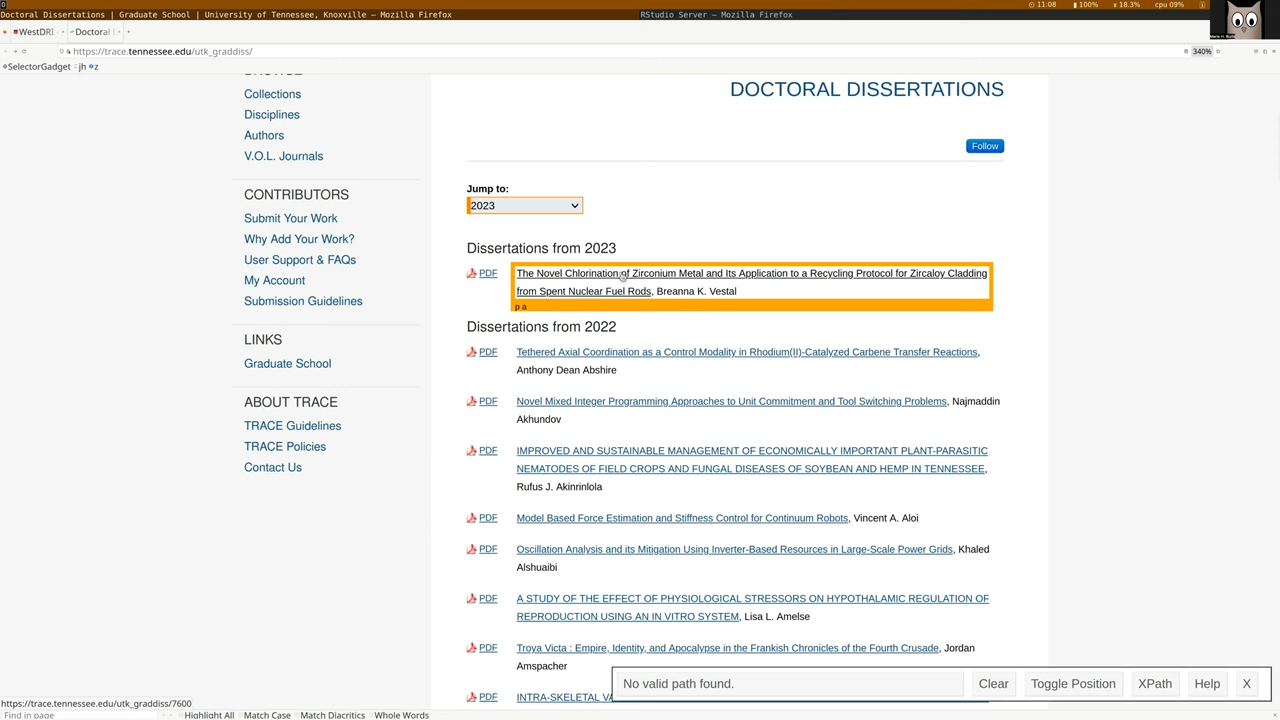 0
11:08
100%
18.3%
cpu 09%
Doctoral Dissertations | Graduate School | University of Tennessee, Knoxville — Mozilla Firefox
RStudio Server — Mozilla Firefox
WestDRI
Doctoral
https://trace.tennessee.edu/utk_graddiss/
340%
SelectorGadget
jh
z
Collections
Disciplines
Authors
V.O.L. Journals
CONTRIBUTORS
Submit Your Work
Why Add Your Work?
User Support & FAQs
My Account
Submission Guidelines
LINKS
Graduate School
ABOUT TRACE
TRACE Guidelines
TRACE Policies
Contact Us
DOCTORAL DISSERTATIONS
Follow
Jump to:
2023
Dissertations from 2023
PDF The Novel Chlorination of Zirconium Metal and Its Application to a Recycling Protocol for Zircaloy Cladding
from Spent Nuclear Fuel Rods, Breanna K. Vestal
p a
Dissertations from 2022
PDF Tethered Axial Coordination as a Control Modality in Rhodium(II)-Catalyzed Carbene Transfer Reactions,
Anthony Dean Abshire
PDF Novel Mixed Integer Programming Approaches to Unit Commitment and Tool Switching Problems, Najmaddin
Akhundov
PDF IMPROVED AND SUSTAINABLE MANAGEMENT OF ECONOMICALLY IMPORTANT PLANT-PARASITIC
NEMATODES OF FIELD CROPS AND FUNGAL DISEASES OF SOYBEAN AND HEMP IN TENNESSEE,
Rufus J. Akinrinlola
PDF Model Based Force Estimation and Stiffness Control for Continuum Robots, Vincent A. Aloi
PDF Oscillation Analysis and its Mitigation Using Inverter-Based Resources in Large-Scale Power Grids, Khaled
Alshuaibi
PDF A STUDY OF THE EFFECT OF PHYSIOLOGICAL STRESSORS ON HYPOTHALAMIC REGULATION OF
REPRODUCTION USING AN IN VITRO SYSTEM, Lisa L. Amelse
PDF Troya Victa : Empire, Identity, and Apocalypse in the Frankish Chronicles of the Fourth Crusade, Jordan
Amspacher
PDF INTRA-SKELETAL
No valid path found.
Clear
Toggle Position
XPath
Help
X
https://trace.tennessee.edu/utk_graddiss/7600
Find in page
Highlight All
Match Case
Match Diacritics
Whole Words